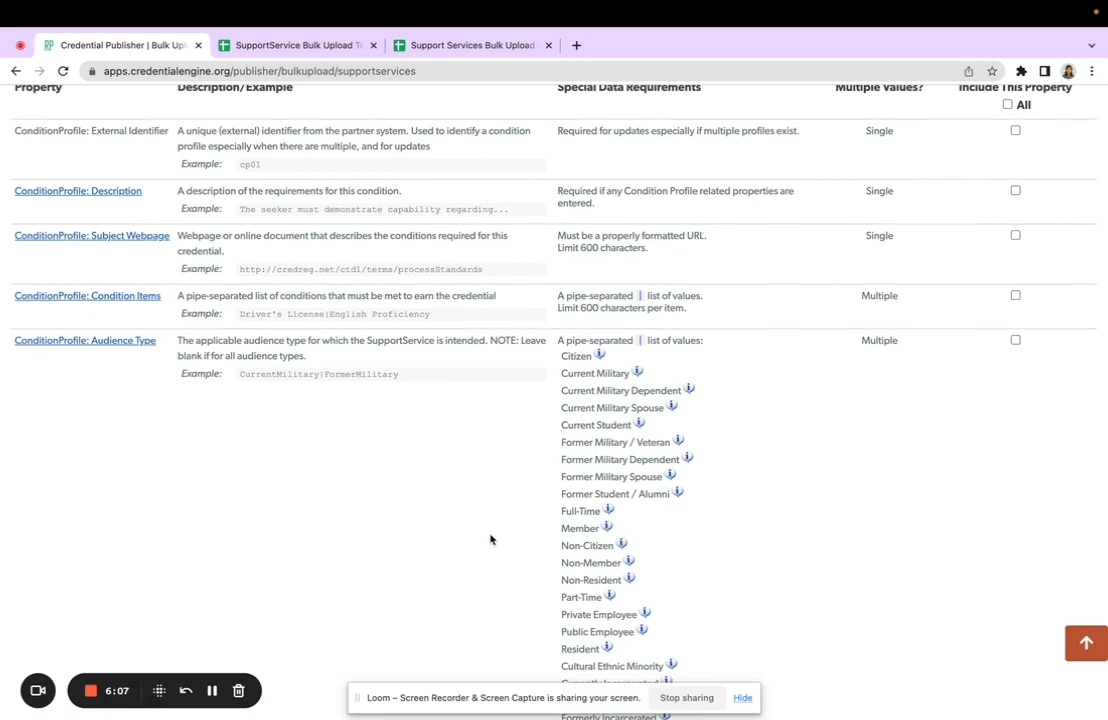 Credential Publisher | Bulk Upl
SupportService Bulk Upload Te
Support Services Bulk Upload
apps.credentialengine.org/publisher/bulkupload/supportservices
Property Description/Example Special Data Requirements Multiple Values? Include This Property
All
ConditionProfile: External Identifier A unique (external) identifier from the partner system. Used to identify a condition Required for updates especially if multiple profiles exist. Single
profile especially when there are multiple, and for updates
Example: cp01
ConditionProfile: Description A description of the requirements for this condition. Required if any Condition Profile related properties are Single
entered.
Example: The seeker must demonstrate capability regarding...
ConditionProfile: Subject Webpage Webpage or online document that describes the conditions required for this Must be a properly formatted URL. Single
credential. Limit 600 characters.
Example: http://credreg.net/ctdl/terms/processStandards
ConditionProfile: Condition Items A pipe-separated list of conditions that must be met to earn the credential A pipe-separated | list of values. Multiple
Limit 600 characters per item.
Example: Driver's License|English Proficiency
ConditionProfile: Audience Type The applicable audience type for which the SupportService is intended. NOTE: Leave A pipe-separated | list of values: Multiple
blank if for all audience types. Citizen
Example: CurrentMilitary|FormerMilitary Current Military
Current Military Dependent
Current Military Spouse
Current Student
Former Military / Veteran
Former Military Dependent
Former Military Spouse
Former Student / Alumni
Full-Time
Member
Non-Citizen
Non-Member
Non-Resident
Part-Time
Private Employee
Public Employee
Resident
Cultural Ethnic Minority
6:07
Loom – Screen Recorder & Screen Capture is sharing your screen. Stop sharing Hide
Formerly Incarcerated